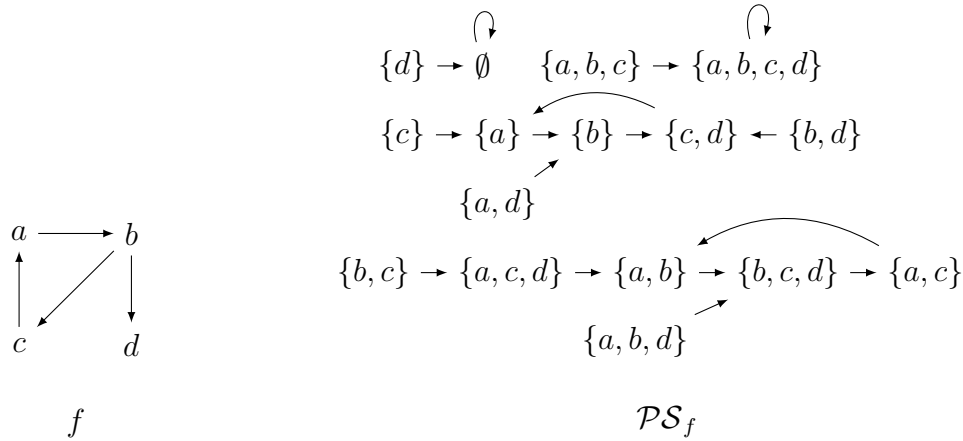 {d} → ∅ {a, b, c} → {a, b, c, d}
{c} → {a} → {b} → {c, d} ← {b, d}
{a, d}
a b
{b, c} → {a, c, d} → {a, b} → {b, c, d} → {a, c}
{a, b, d}
c d
f
𝒫𝒮_f